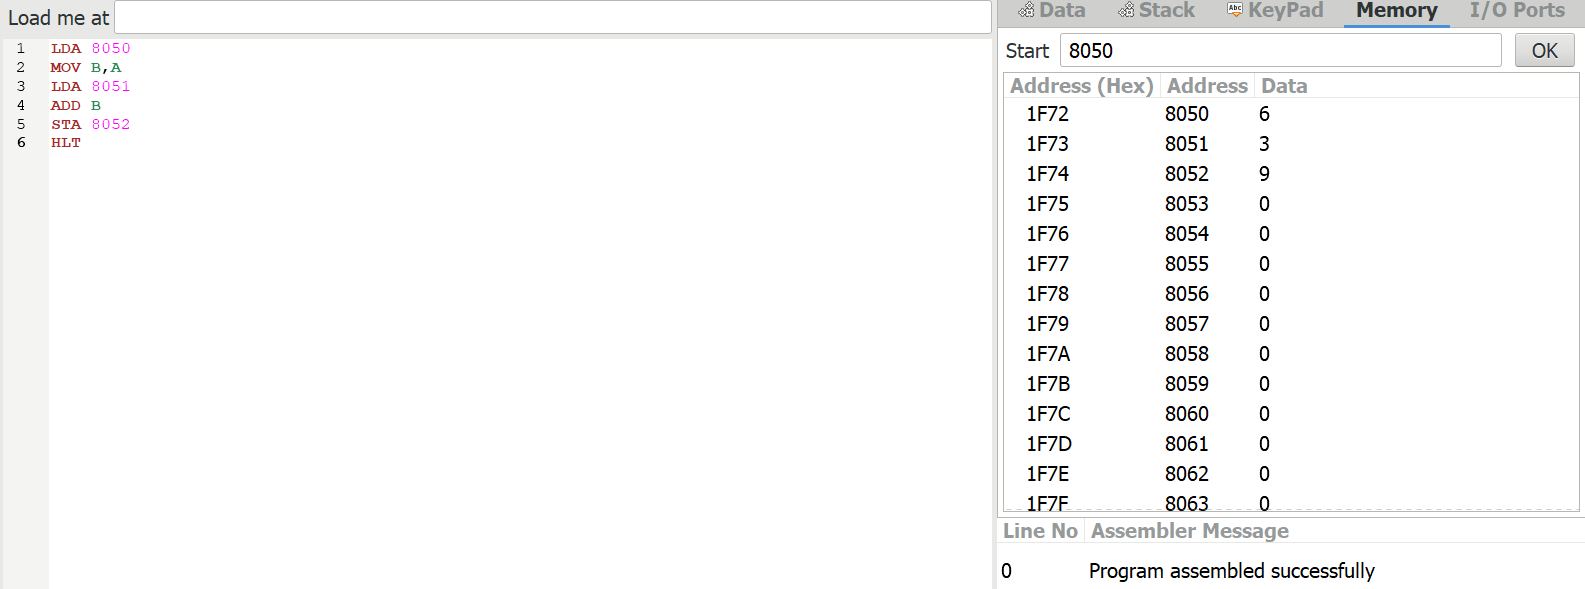 Load me at
1 LDA 8050
2 MOV B,A
3 LDA 8051
4 ADD B
5 STA 8052
6 HLT
Data Stack Abc KeyPad Memory I/O Ports
Start 8050 OK
Address (Hex) Address Data
1F72 8050 6
1F73 8051 3
1F74 8052 9
1F75 8053 0
1F76 8054 0
1F77 8055 0
1F78 8056 0
1F79 8057 0
1F7A 8058 0
1F7B 8059 0
1F7C 8060 0
1F7D 8061 0
1F7E 8062 0
1F7F 8063 0
Line No Assembler Message
0 Program assembled successfully